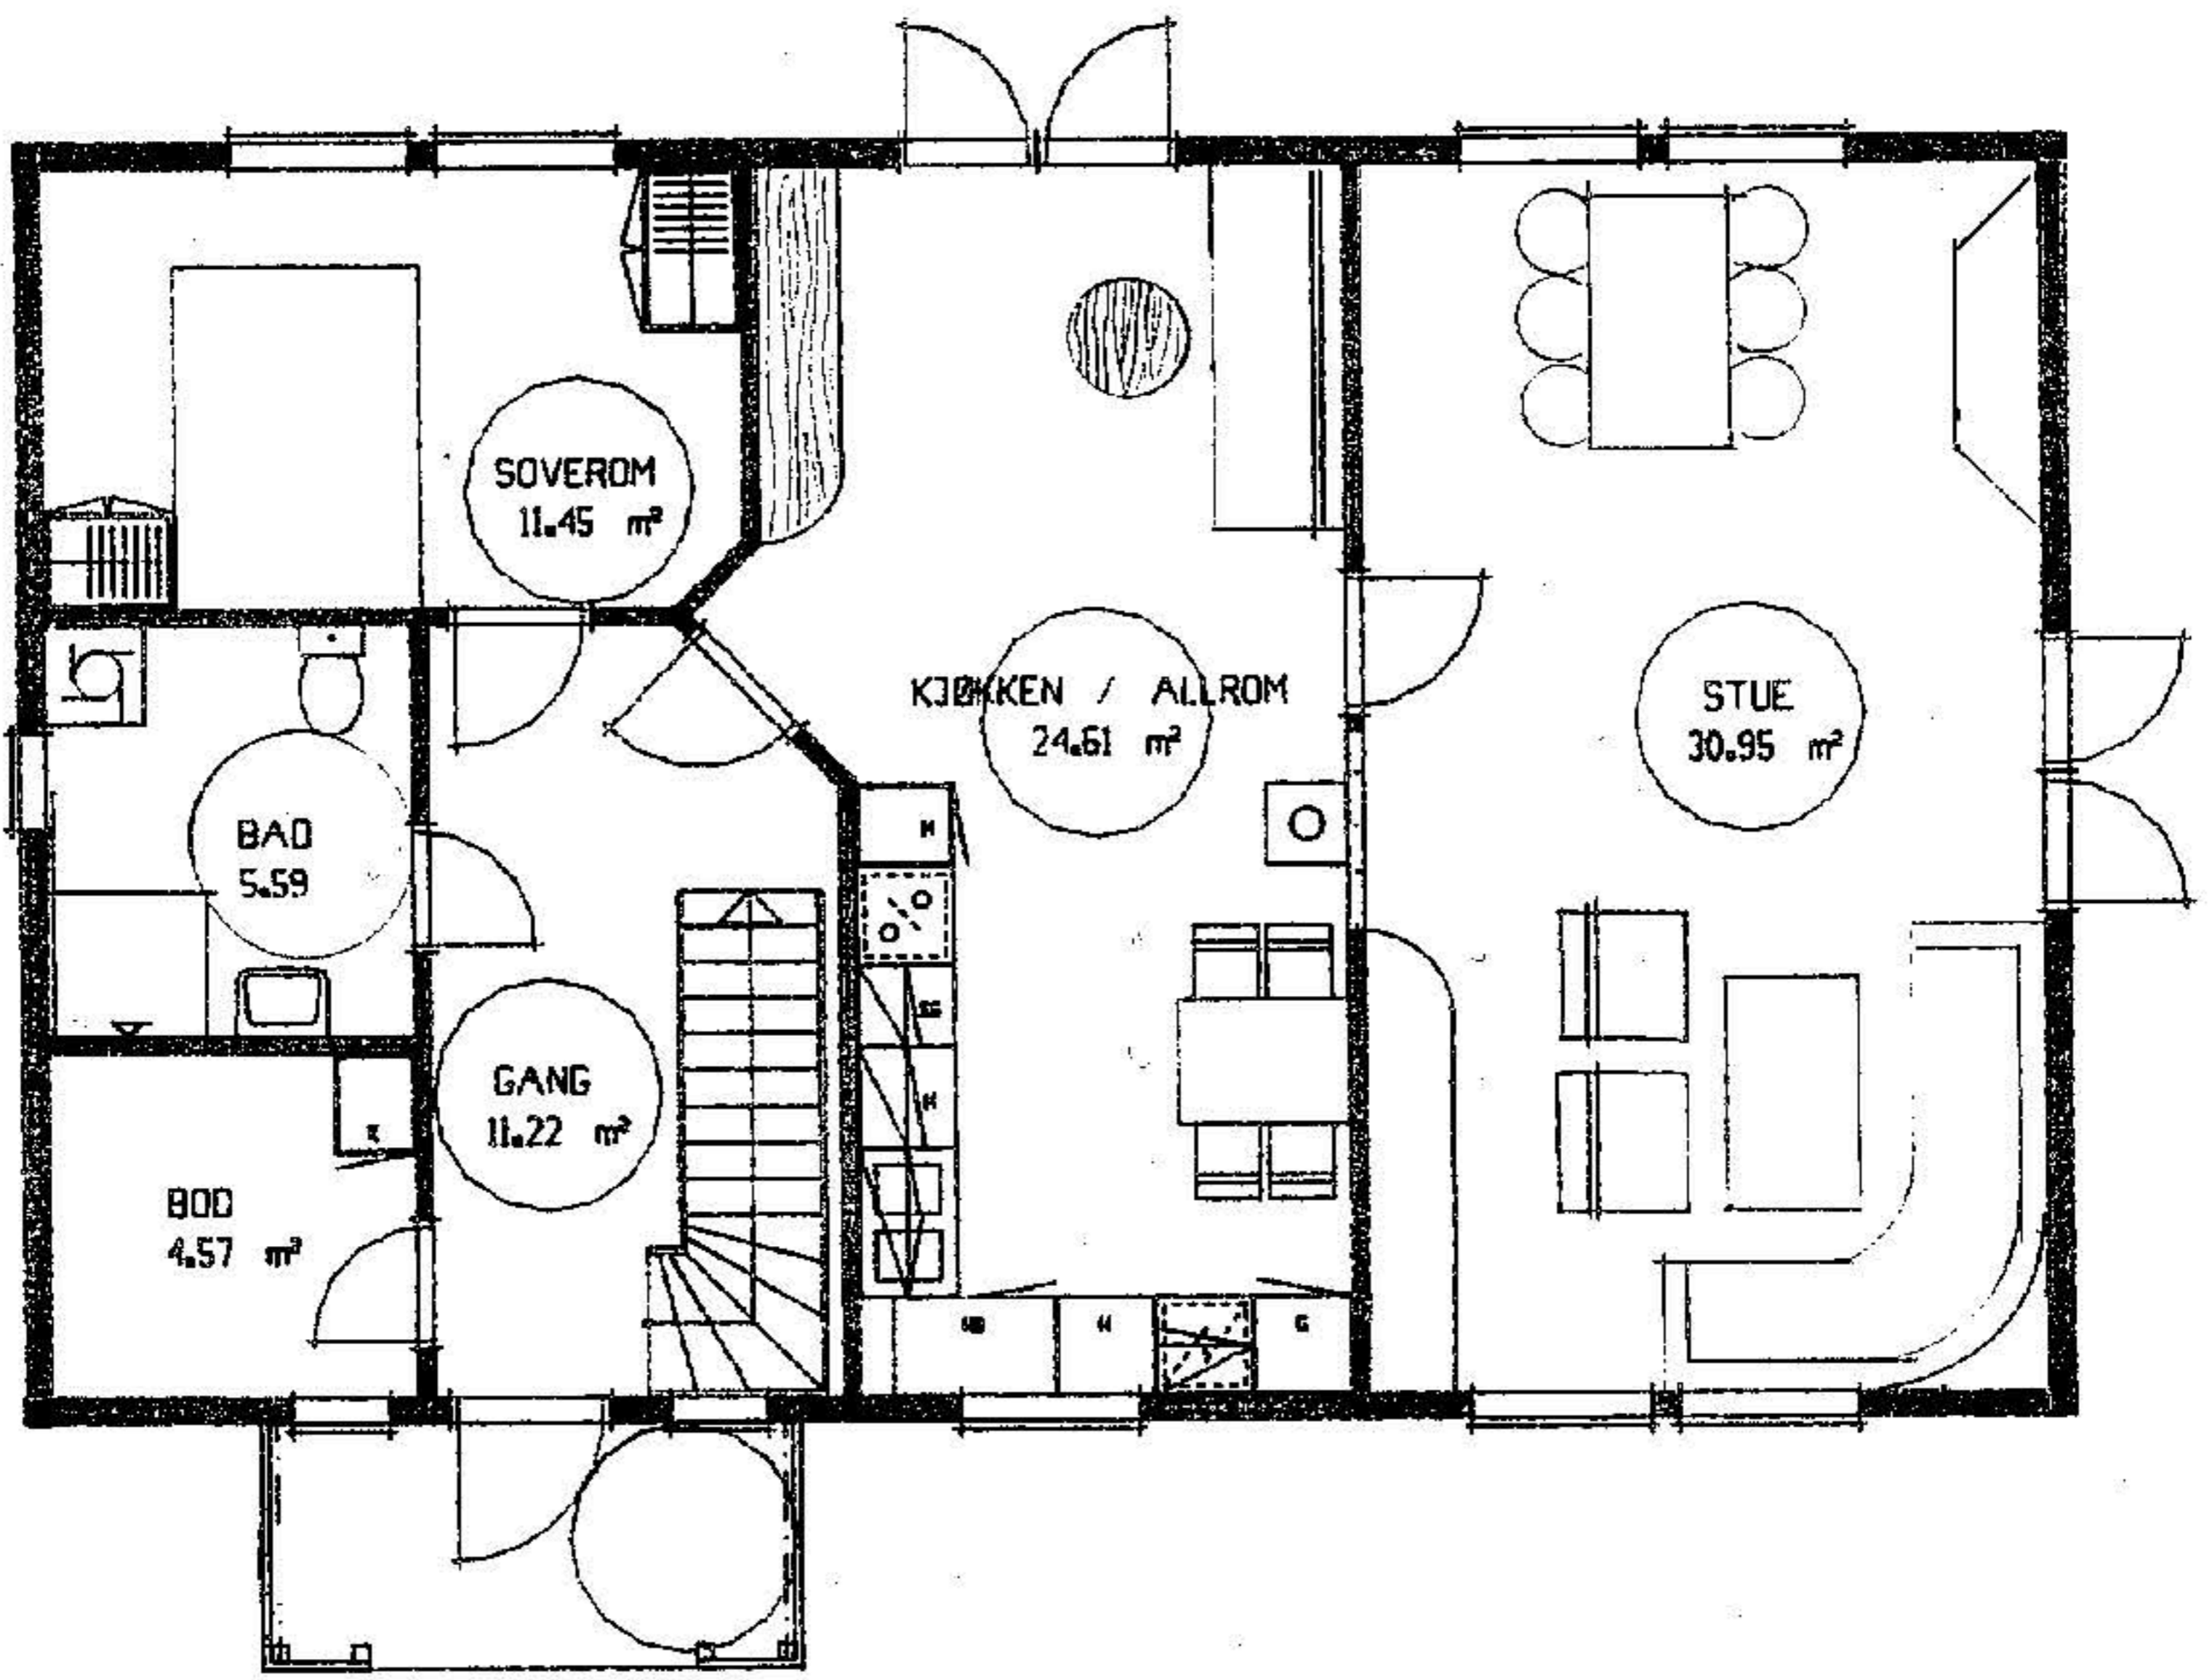 SOVEROM
11.45 m²
KJØKKEN / ALLROM
24.61 m²
STUE
30.95 m²
BAD
5.59
GANG
11.22 m²
BOD
4.57 m²
K
G